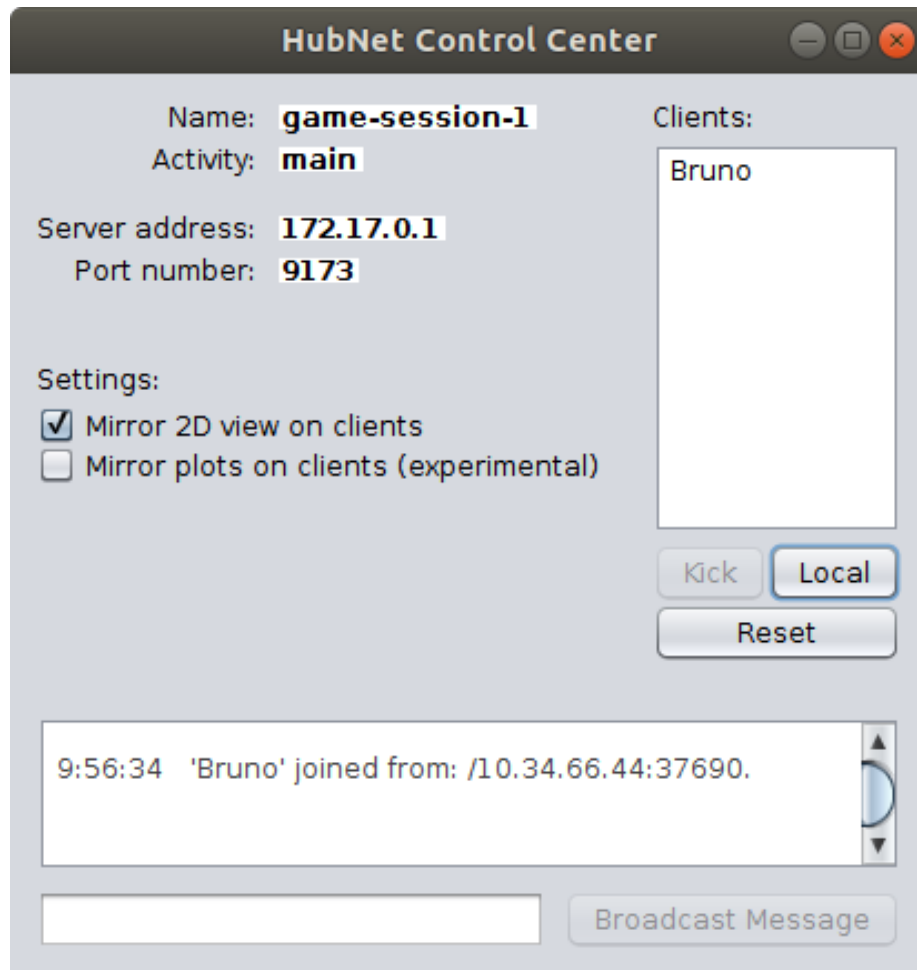 HubNet Control Center
Name: game-session-1
Activity: main
Server address: 172.17.0.1
Port number: 9173
Settings:
Mirror 2D view on clients
Mirror plots on clients (experimental)
Clients:
Bruno
Kick
Local
Reset
9:56:34 'Bruno' joined from: /10.34.66.44:37690.
Broadcast Message